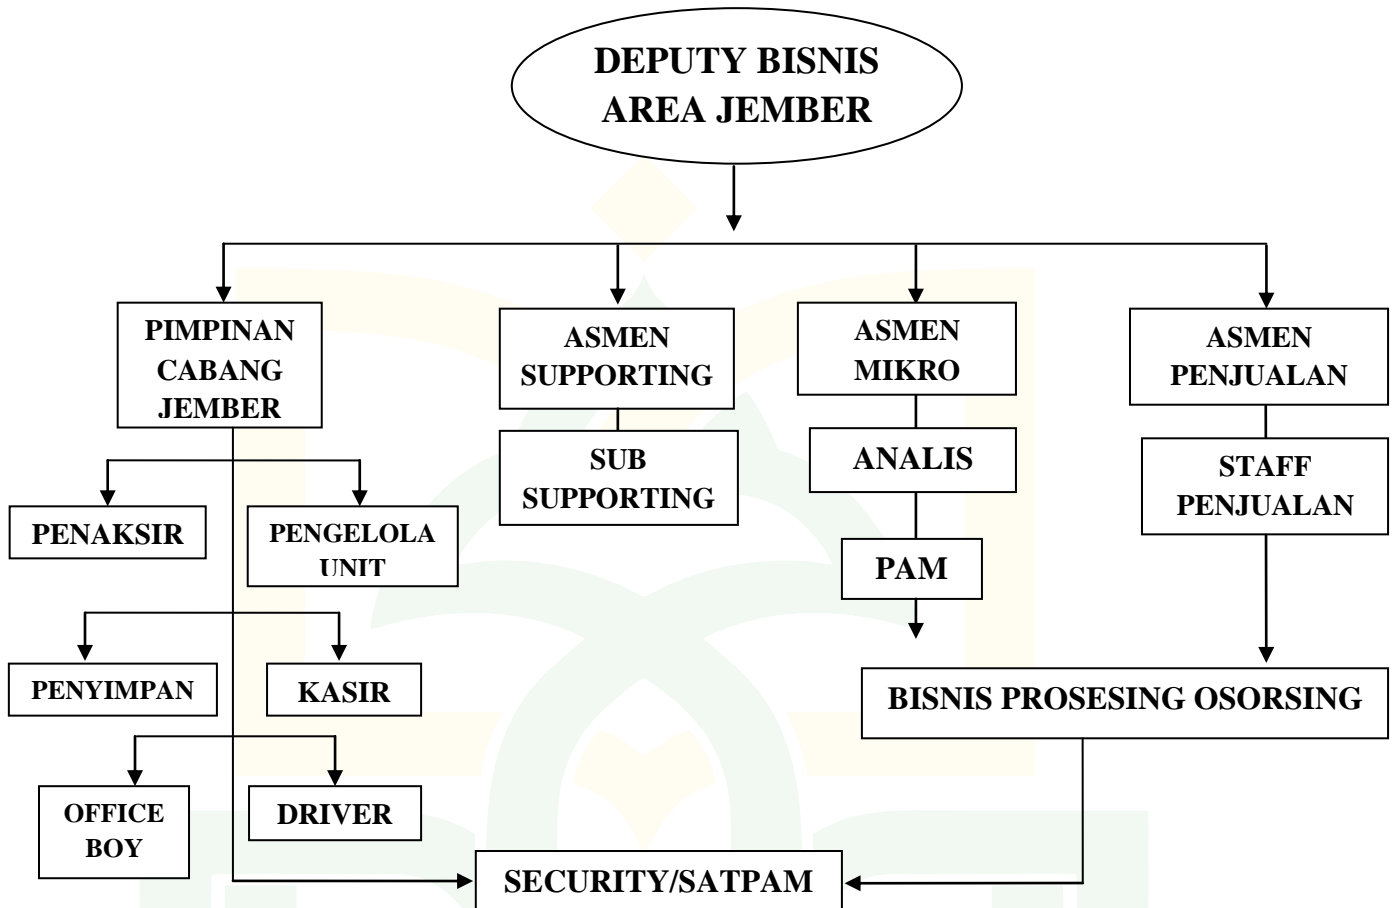 DEPUTY BISNIS
AREA JEMBER
PIMPINAN
CABANG
JEMBER
ASMEN
SUPPORTING
ASMEN
MIKRO
ASMEN
PENJUALAN
SUB
SUPPORTING
ANALIS
STAFF
PENJUALAN
PENAKSIR
PENGELOLA
UNIT
PAM
PENYIMPAN
KASIR
BISNIS PROSESING OSORSING
OFFICE
BOY
DRIVER
SECURITY/SATPAM